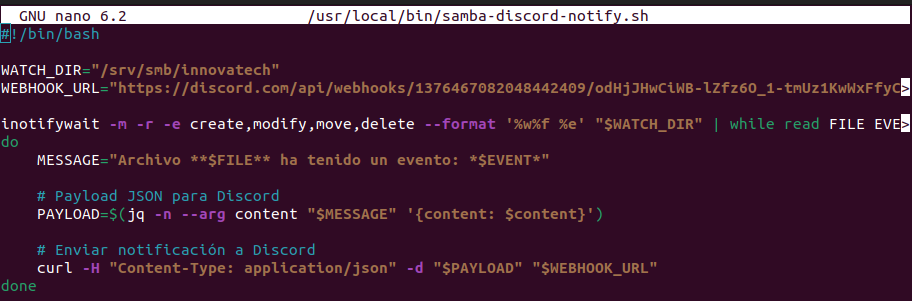 GNU nano 6.2 /usr/local/bin/samba-discord-notify.sh
#!/bin/bash
WATCH_DIR="/srv/smb/innovatech"
WEBHOOK_URL="https://discord.com/api/webhooks/1376467082048442409/odHjJHwCiWB-lZfz6O_1-tmUz1KwWxFfyC>
inotifywait -m -r -e create,modify,move,delete --format '%w%f %e' "$WATCH_DIR" | while read FILE EVE>
do
MESSAGE="Archivo **$FILE** ha tenido un evento: *$EVENT*"
# Payload JSON para Discord
PAYLOAD=$(jq -n --arg content "$MESSAGE" '{content: $content}')
# Enviar notificación a Discord
curl -H "Content-Type: application/json" -d "$PAYLOAD" "$WEBHOOK_URL"
done